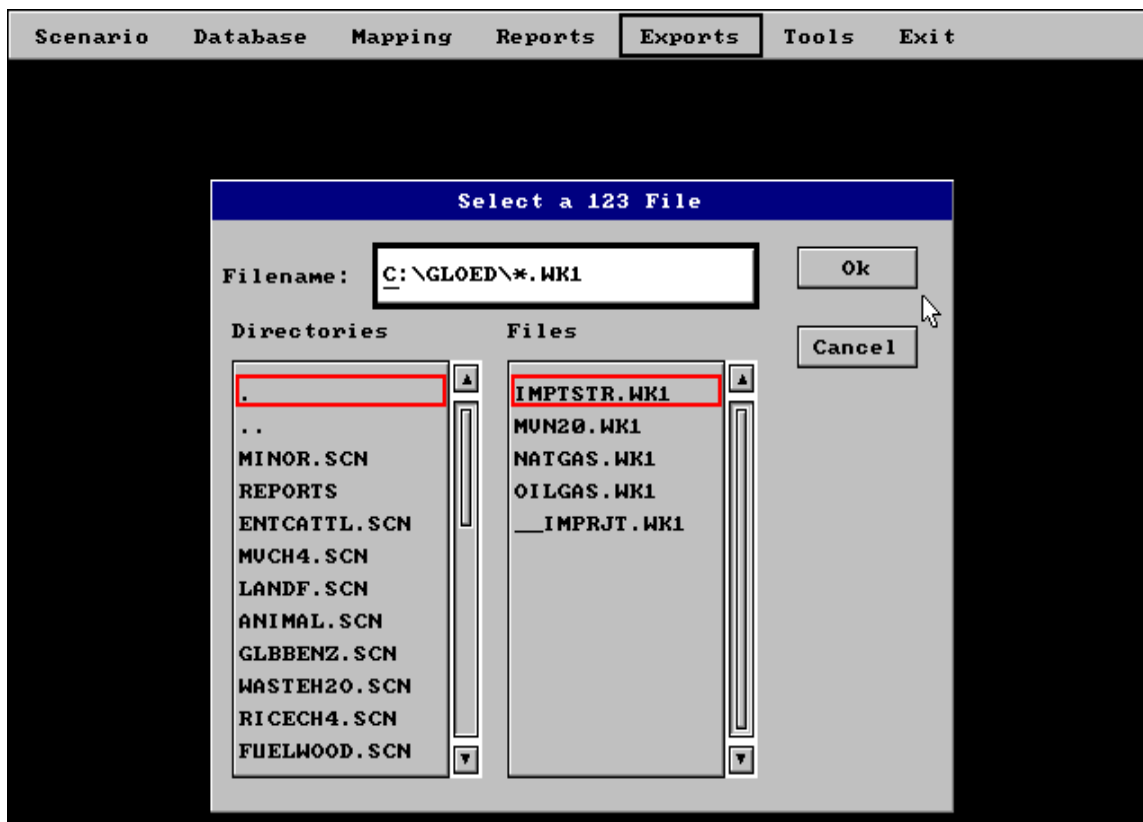 Scenario Database Mapping Reports Exports Tools Exit
Select a 123 File
Filename: C:\GLOED\*.WK1
Ok
Cancel
Directories
.
..
MINOR.SCN
REPORTS
ENTCATTL.SCN
MVCH4.SCN
LANDF.SCN
ANIMAL.SCN
GLBBENZ.SCN
WASTEH2O.SCN
RICECH4.SCN
FUELWOOD.SCN
Files
IMPTSTR.WK1
MVN20.WK1
NATGAS.WK1
OILGAS.WK1
__IMPRJT.WK1